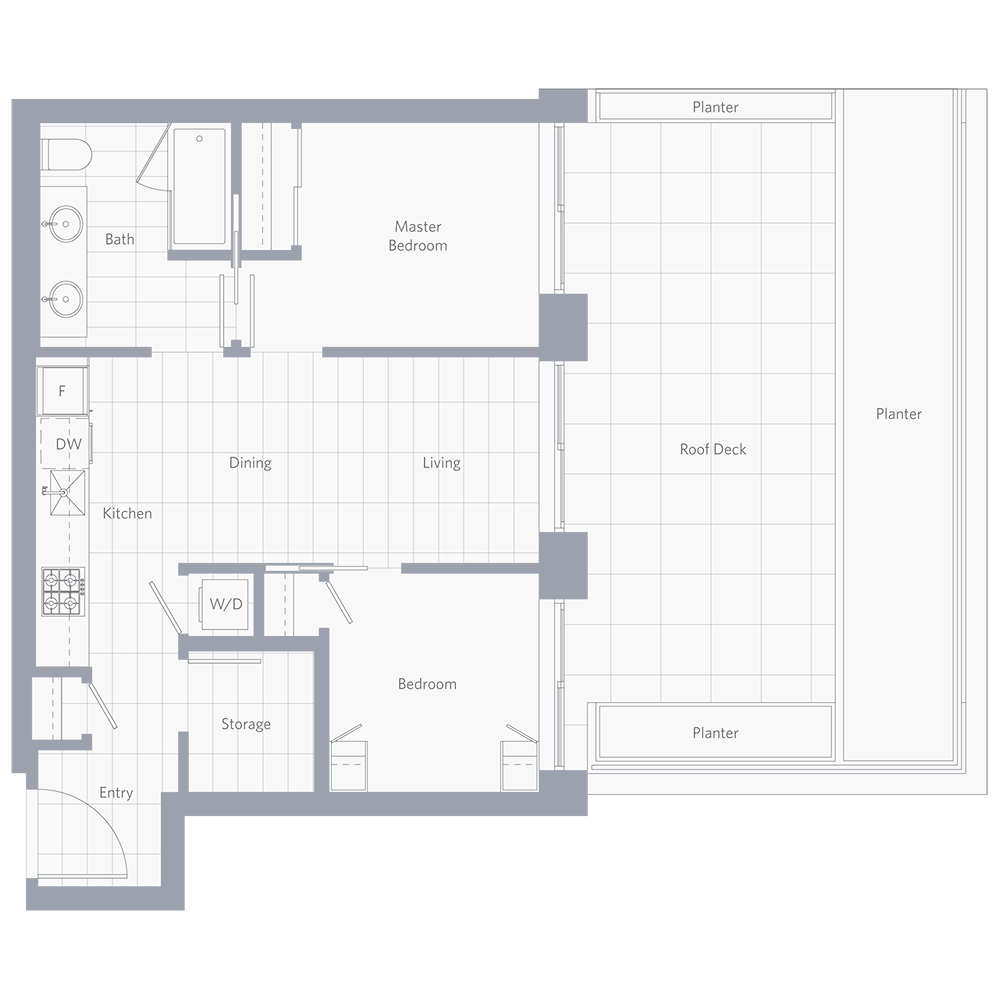 Planter
Master
Bedroom
Bath
F
DW
Planter
Dining
Living
Roof Deck
Kitchen
W/D
Bedroom
Storage
Planter
Entry